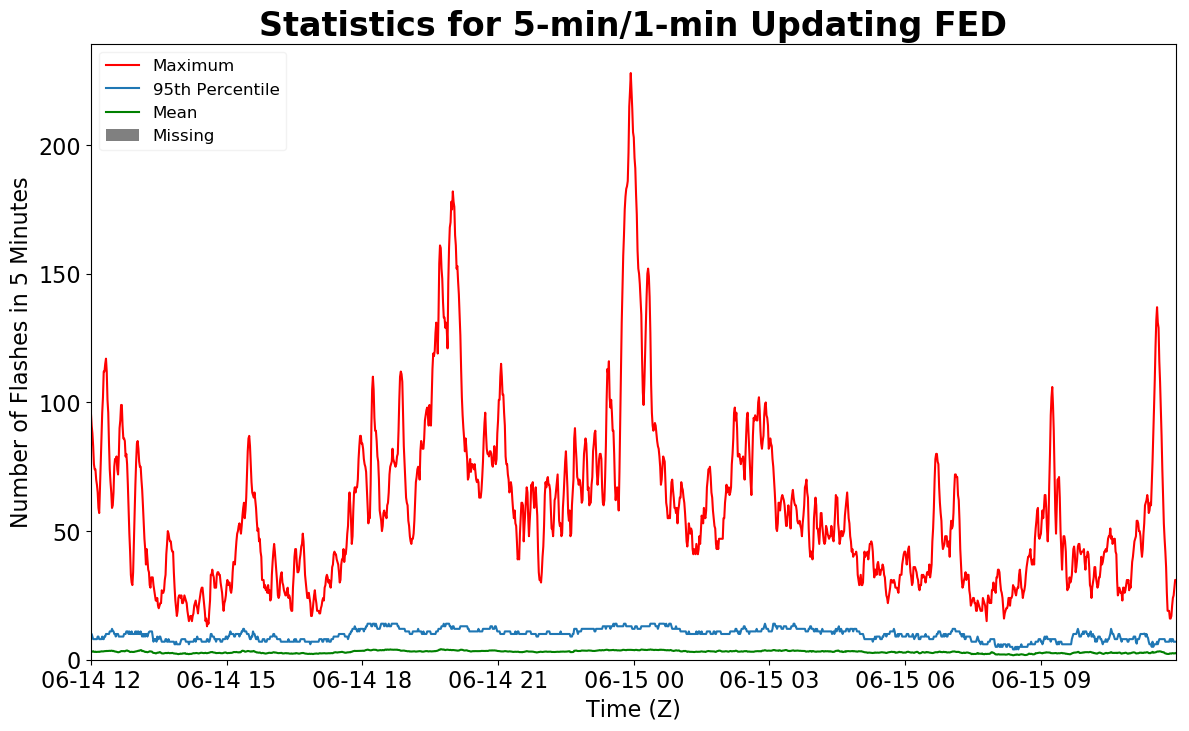 Statistics for 5-min/1-min Updating FED
Maximum
95th Percentile
Mean
Missing
Number of Flashes in 5 Minutes
200
150
100
50
0
06-14 12 06-14 15 06-14 18 06-14 21 06-15 00 06-15 03 06-15 06 06-15 09
Time (Z)